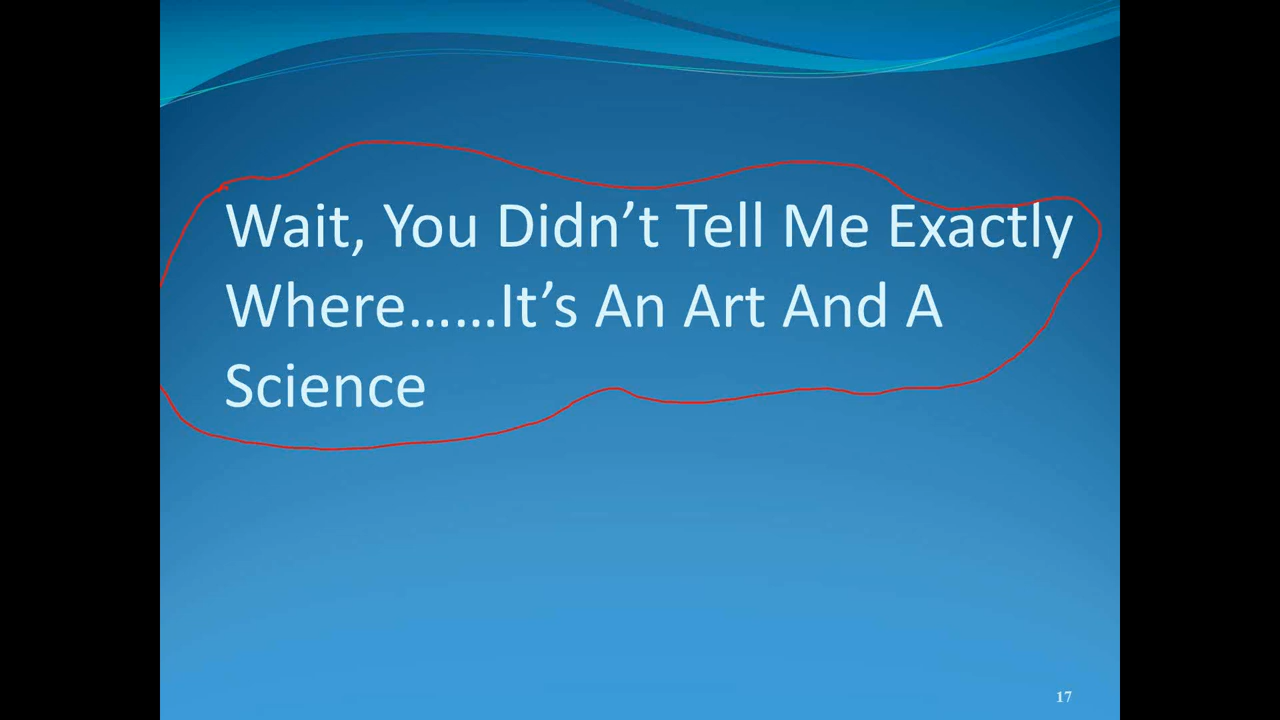 Wait, You Didn’t Tell Me Exactly
Where……It’s An Art And A
Science
17